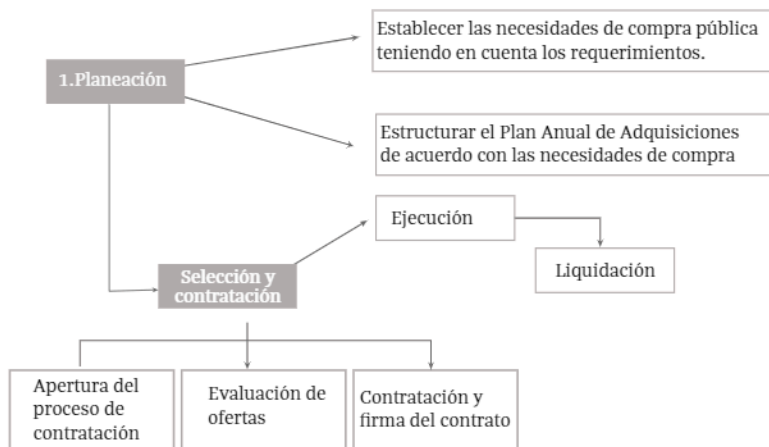 Establecer las necesidades de compra pública
teniendo en cuenta los requerimientos.
1.Planeación
Estructurar el Plan Anual de Adquisiciones
de acuerdo con las necesidades de compra
Ejecución
Selección y
contratación
Liquidación
Apertura del
proceso de
contratación
Evaluación de
ofertas
Contratación y
firma del contrato